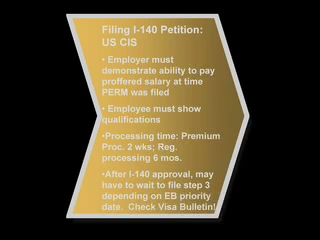 Filing I-140 Petition:
US CIS
• Employer must
demonstrate ability to pay
proffered salary at time
PERM was filed
• Employee must show
qualifications
•Processing time: Premium
Proc. 2 wks; Reg.
processing 6 mos.
•After I-140 approval, may
have to wait to file step 3
depending on EB priority
date. Check Visa Bulletin!